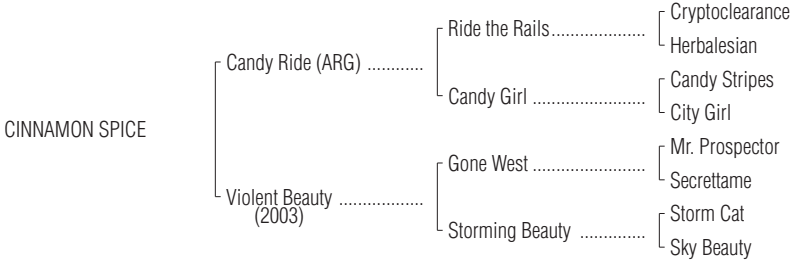 Cryptoclearance
Ride the Rails.....................
Herbalesian
Candy Ride (ARG) ............
Candy Stripes
Candy Girl .........................
City Girl
CINNAMON SPICE
Mr. Prospector
Gone West .........................
Secrettame
Violent Beauty ..................
(2003)
Storm Cat
Storming Beauty ..............
Sky Beauty